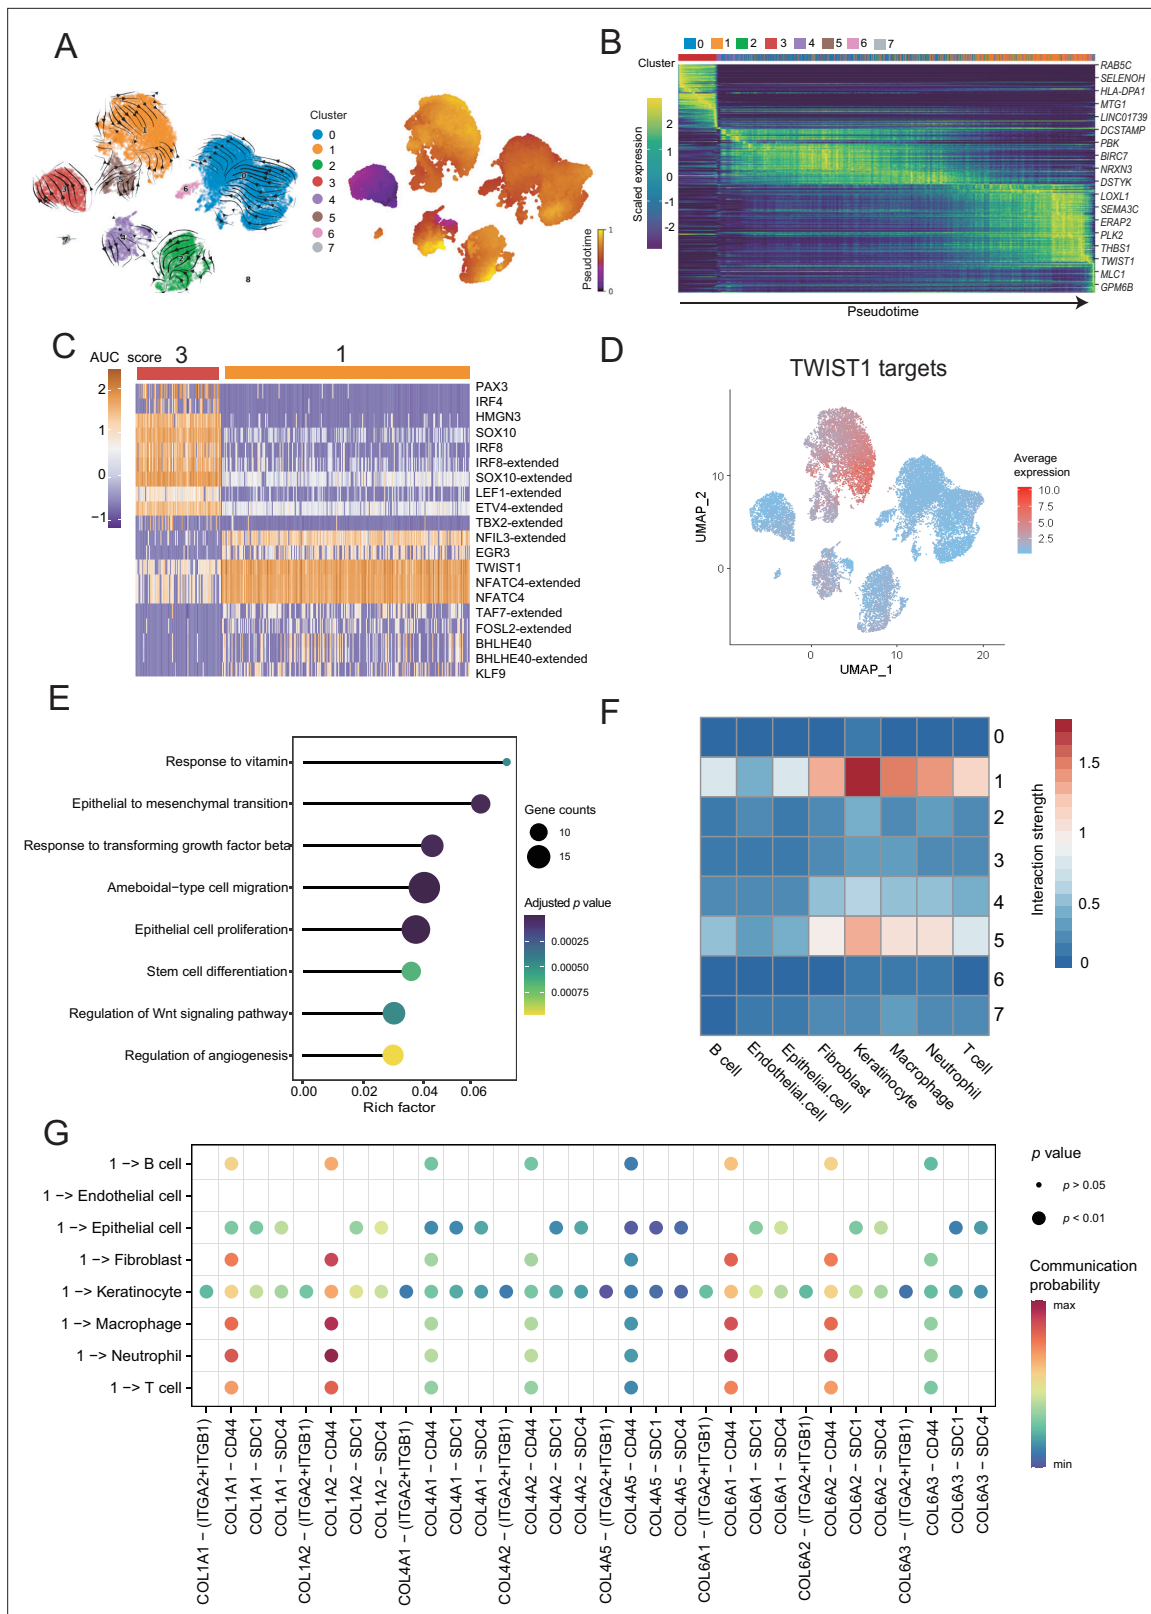 A
Cluster
0
1
2
3
4
5
6
7
1
0
6
3
5
4
2
7
8
Pseudotime
1
0
B
0 1 2 3 4 5 6 7
Cluster
Scaled expression
2
1
0
-1
-2
RAB5C
SELENOH
HLA-DPA1
MTG1
LINC01739
DCSTAMP
PBK
BIRC7
NRXN3
DSTYK
LOXL1
SEMA3C
ERAP2
PLK2
THBS1
TWIST1
MLC1
GPM6B
Pseudotime
C
AUC score
3 1
2
1
0
−1
PAX3
IRF4
HMGN3
SOX10
IRF8
IRF8-extended
SOX10-extended
LEF1-extended
ETV4-extended
TBX2-extended
NFIL3-extended
EGR3
TWIST1
NFATC4-extended
NFATC4
TAF7-extended
FOSL2-extended
BHLHE40
BHLHE40-extended
KLF9
D
TWIST1 targets
UMAP_2
10
0
0 10 20
UMAP_1
Average
expression
10.0
7.5
5.0
2.5
E
Response to vitamin
Epithelial to mesenchymal transition
Response to transforming growth factor beta
Ameboidal−type cell migration
Epithelial cell proliferation
Stem cell differentiation
Regulation of Wnt signaling pathway
Regulation of angiogenesis
0.00 0.02 0.04 0.06
Rich factor
Gene counts
10
15
Adjusted p value
0.00025
0.00050
0.00075
F
0
1
2
3
4
5
6
7
B cell
Endothelial.cell
Epithelial.cell
Fibroblast
Keratinocyte
Macrophage
Neutrophil
T cell
Interaction strength
1.5
1
0.5
0
G
1 −> B cell
1 −> Endothelial cell
1 −> Epithelial cell
1 −> Fibroblast
1 −> Keratinocyte
1 −> Macrophage
1 −> Neutrophil
1 −> T cell
COL1A1 − (ITGA2+ITGB1)
COL1A1 − CD44
COL1A1 − SDC1
COL1A1 − SDC4
COL1A2 − (ITGA2+ITGB1)
COL1A2 − CD44
COL1A2 − SDC1
COL1A2 − SDC4
COL4A1 − (ITGA2+ITGB1)
COL4A1 − CD44
COL4A1 − SDC1
COL4A1 − SDC4
COL4A2 − (ITGA2+ITGB1)
COL4A2 − CD44
COL4A2 − SDC1
COL4A2 − SDC4
COL4A5 − (ITGA2+ITGB1)
COL4A5 − CD44
COL4A5 − SDC1
COL4A5 − SDC4
COL6A1 − (ITGA2+ITGB1)
COL6A1 − CD44
COL6A1 − SDC1
COL6A1 − SDC4
COL6A2 − (ITGA2+ITGB1)
COL6A2 − CD44
COL6A2 − SDC1
COL6A2 − SDC4
COL6A3 − (ITGA2+ITGB1)
COL6A3 − CD44
COL6A3 − SDC1
COL6A3 − SDC4
p value
p > 0.05
p < 0.01
Communication
probability
max
min